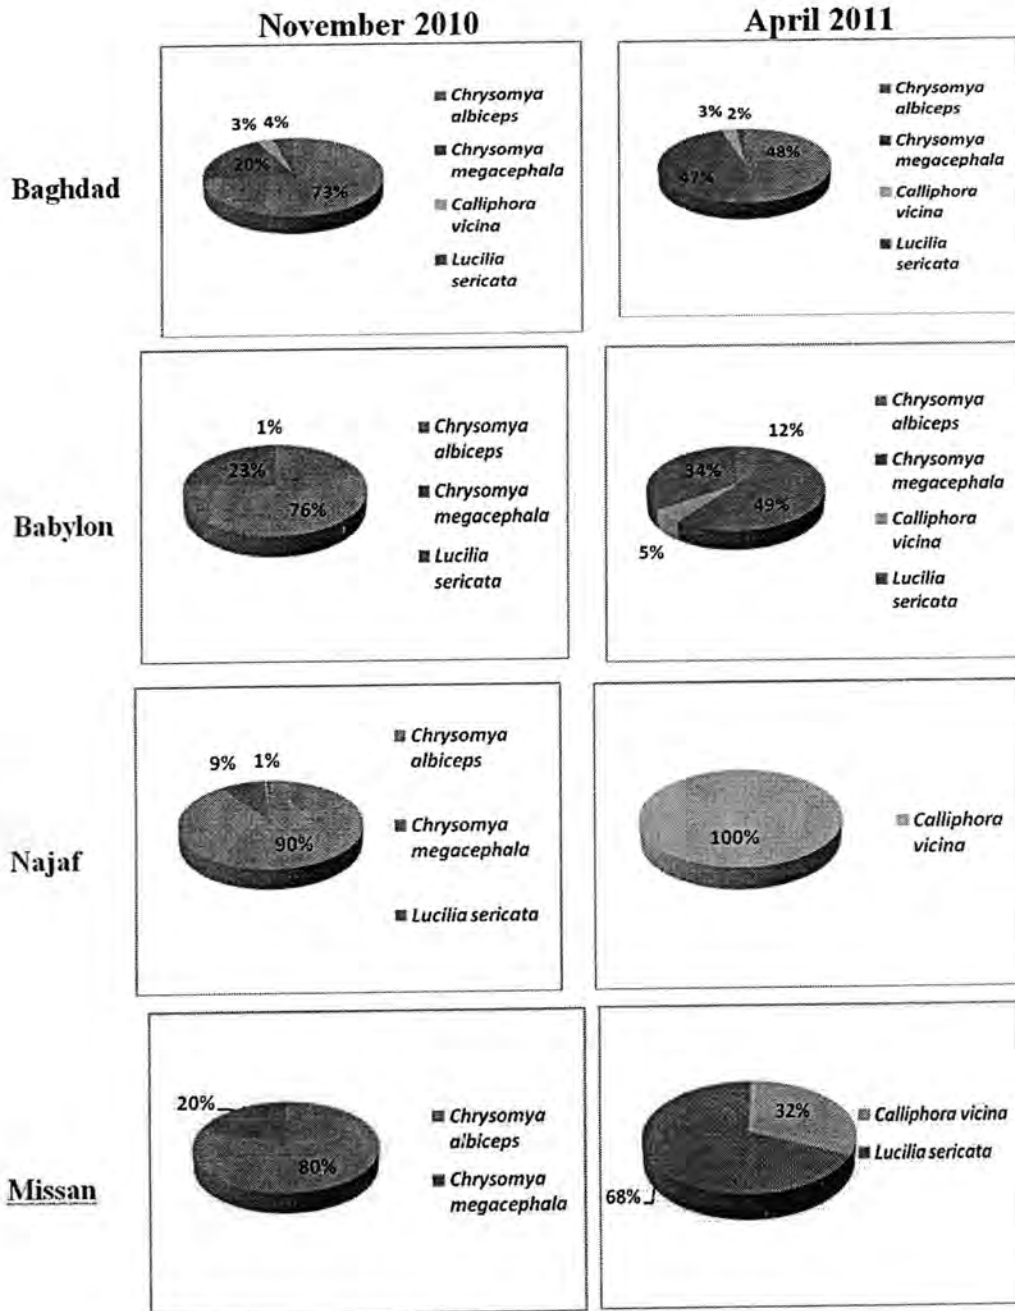 November 2010
April 2011
Baghdad
3% 4%
20%
73%
Chrysomya
albiceps
Chrysomya
megacephala
Calliphora
vicina
Lucilia
sericata
3% 2%
48%
47%
Chrysomya
albiceps
Chrysomya
megacephala
Calliphora
vicina
Lucilia
sericata
Babylon
1%
23%
76%
Chrysomya
albiceps
Chrysomya
megacephala
Lucilia
sericata
12%
34%
49%
5%
Chrysomya
albiceps
Chrysomya
megacephala
Calliphora
vicina
Lucilia
sericata
Najaf
9% 1%
90%
Chrysomya
albiceps
Chrysomya
megacephala
Lucilia sericata
100%
Calliphora
vicina
Missan
20%
80%
Chrysomya
albiceps
Chrysomya
megacephala
32%
68%
Calliphora vicina
Lucilia sericata